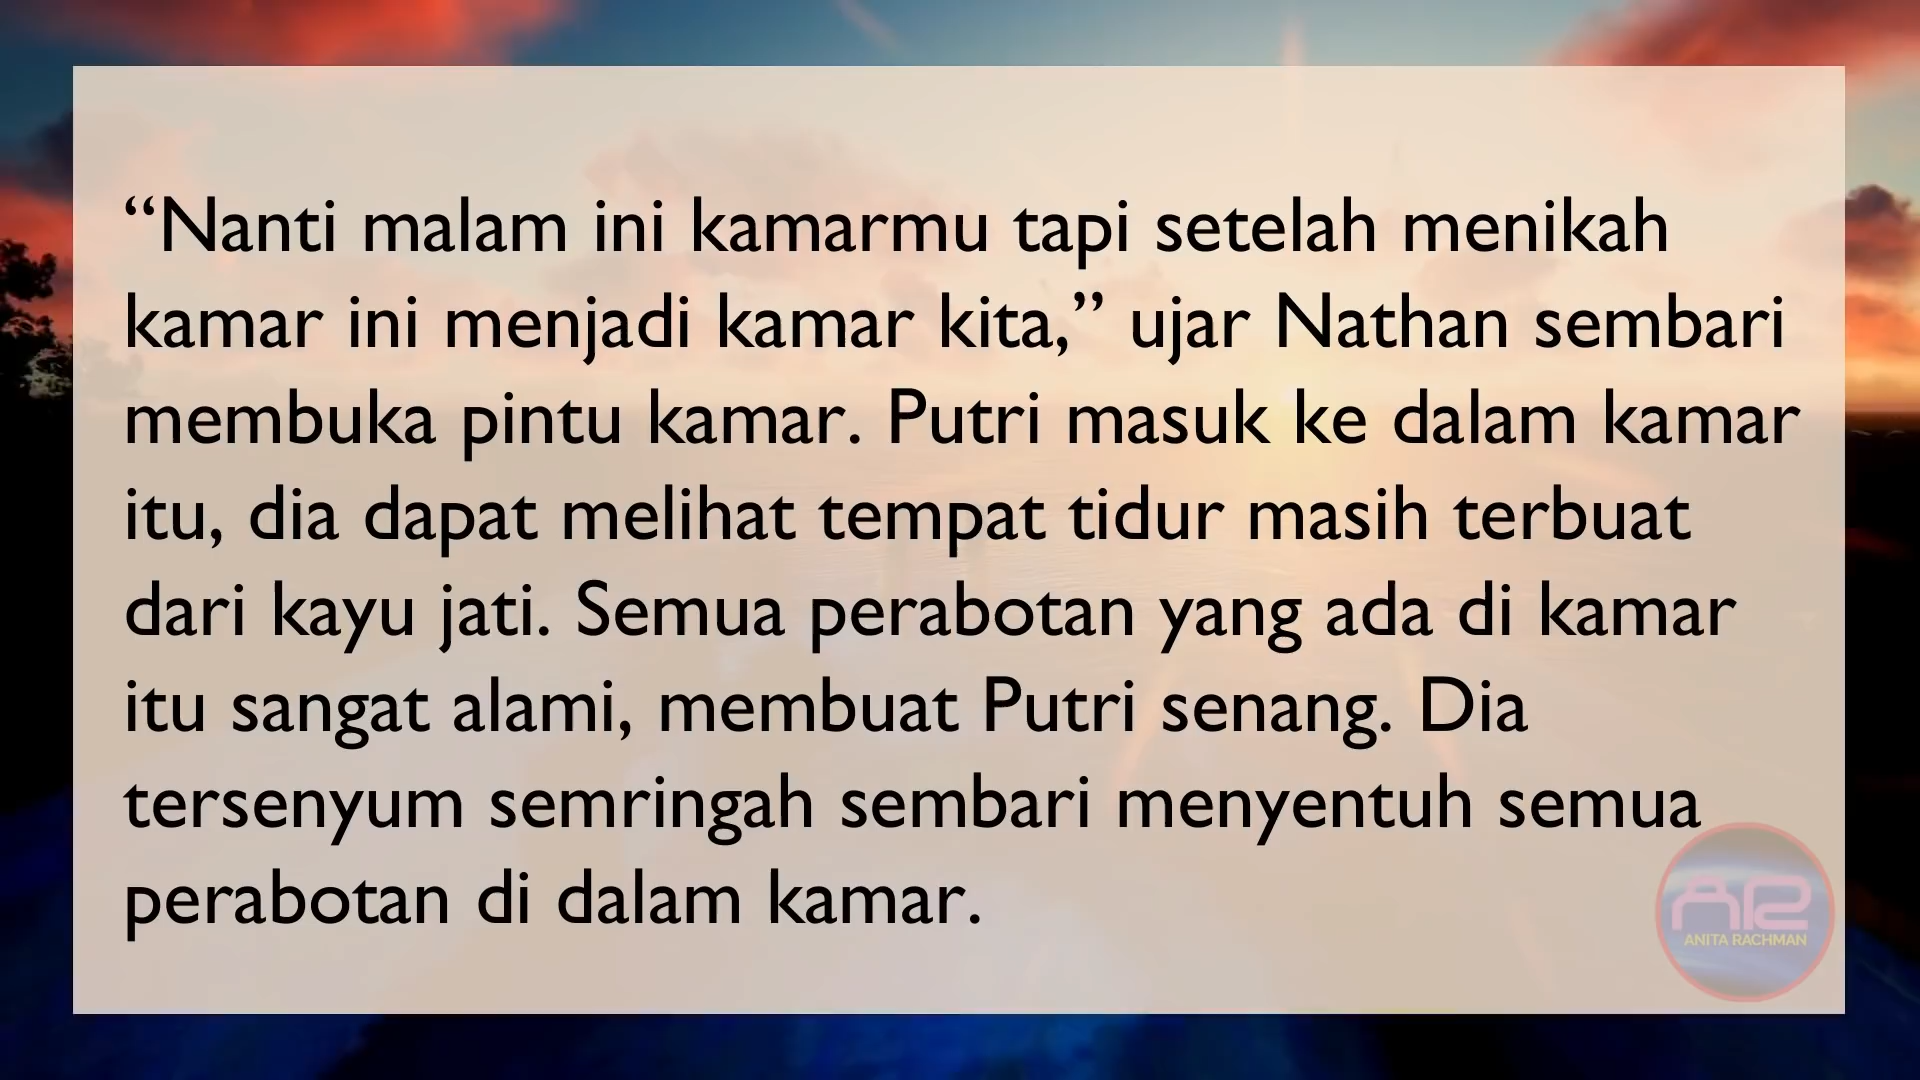 “Nanti malam ini kamarmu tapi setelah menikah
kamar ini menjadi kamar kita,” ujar Nathan sembari
membuka pintu kamar. Putri masuk ke dalam kamar
itu, dia dapat melihat tempat tidur masih terbuat
dari kayu jati. Semua perabotan yang ada di kamar
itu sangat alami, membuat Putri senang. Dia
tersenyum semringah sembari menyentuh semua
perabotan di dalam kamar.
AR
ANITA RACHMAN